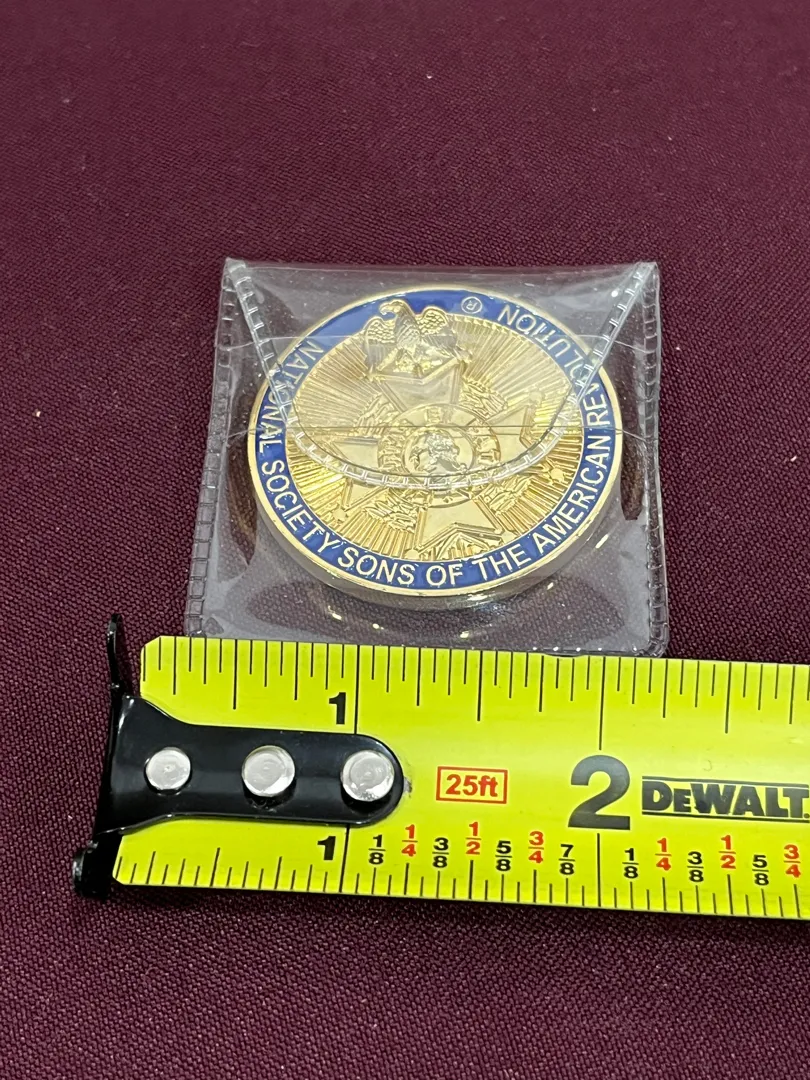 NATIONAL SOCIETY SONS OF THE AMERICAN REVOLUTION ®
1
25ft
2 DEWALT.
1 1/8 1/4 3/8 1/2 5/8 3/4 7/8 1/8 1/4 3/8 1/2 5/8 3/4